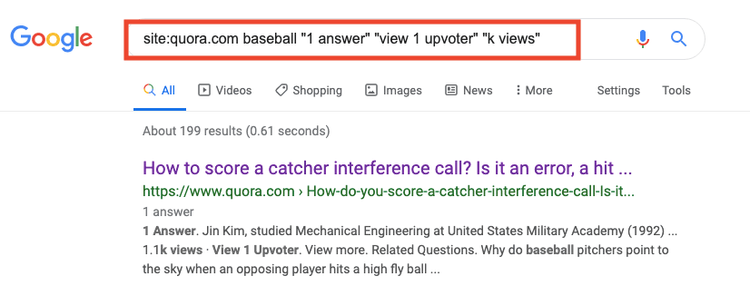 Google site:quora.com baseball "1 answer" "view 1 upvoter" "k views"
All Videos Shopping Images News More Settings Tools
About 199 results (0.61 seconds)
How to score a catcher interference call? Is it an error, a hit ...
https://www.quora.com › How-do-you-score-a-catcher-interference-call-Is-it...
1 answer
1 Answer. Jin Kim, studied Mechanical Engineering at United States Military Academy (1992) ...
1.1k views · View 1 Upvoter. View more. Related Questions. Why do baseball pitchers point to
the sky when an opposing player hits a high fly ball ...